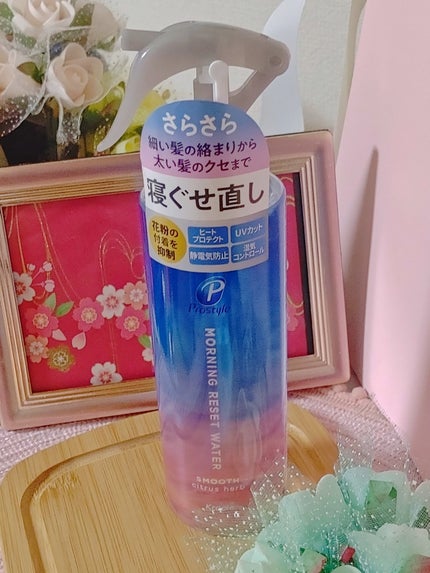 さらさら
細い髪の絡まりから
太い髪のクセまで
寝ぐせ直し
花粉の
付着を
抑制
ヒート
プロテクト
UVカット
静電気防止
湿気
コントロール
P
Prostyle
MORNING RESET WATER
SMOOTH
citrus herb